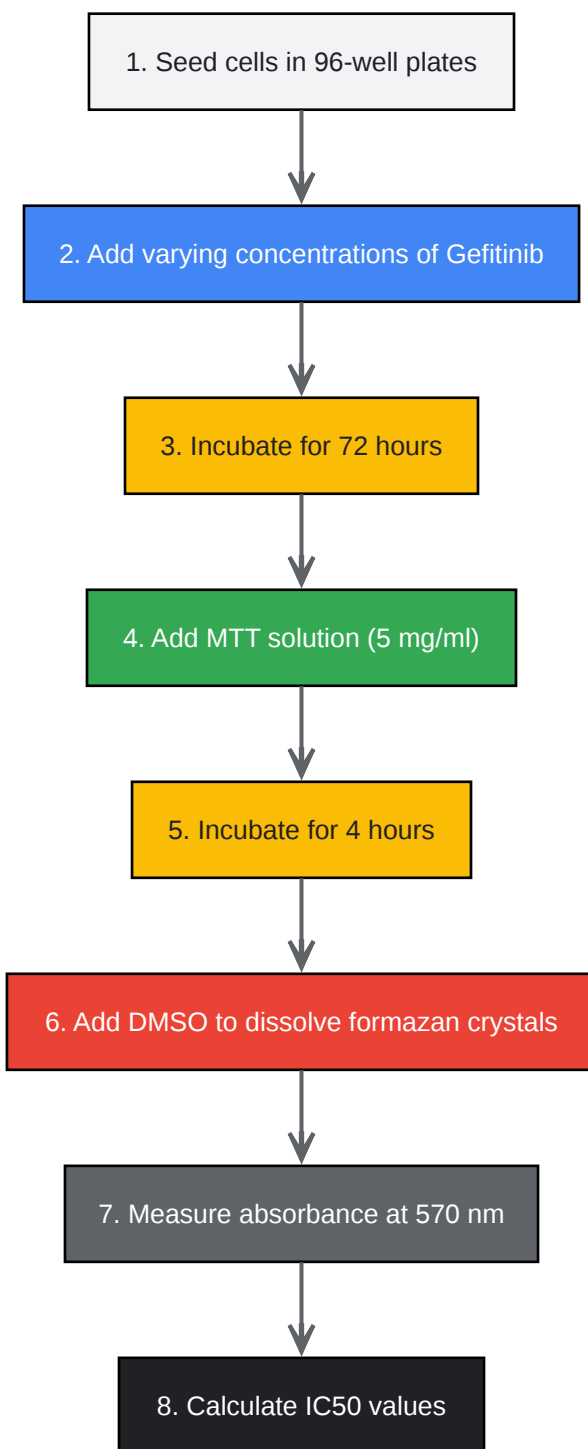 1. Seed cells in 96-well plates
2. Add varying concentrations of Gefitinib
3. Incubate for 72 hours
4. Add MTT solution (5 mg/ml)
5. Incubate for 4 hours
6. Add DMSO to dissolve formazan crystals
7. Measure absorbance at 570 nm
8. Calculate IC50 values